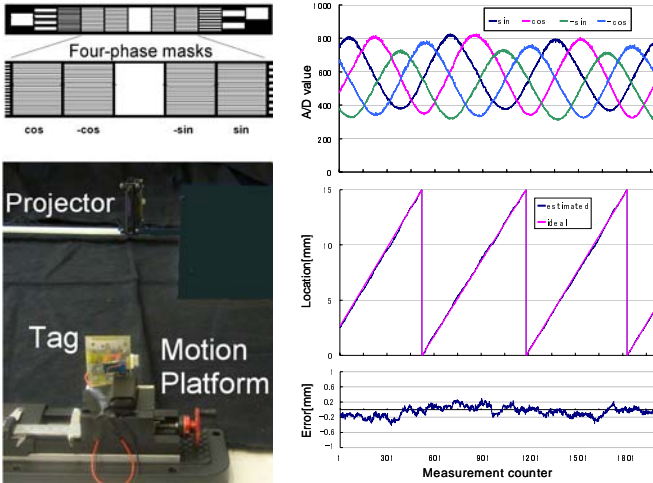 Four-phase masks
cos -cos -sin sin
Projector
Tag
Motion
Platform
1000
800
600
400
200
0
A/D value
sin cos -sin -cos
15
10
5
0
Location[mm]
estimated
ideal
1
0.6
0.2
-0.2
-0.6
-1
Error[mm]
1 301 601 901 1201 1501 1801
Measurement counter